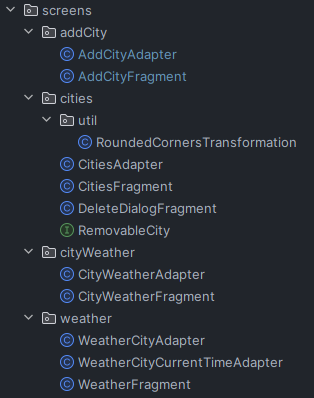 screens
addCity
AddCityAdapter
AddCityFragment
cities
util
RoundedCornersTransformation
CitiesAdapter
CitiesFragment
DeleteDialogFragment
RemovableCity
cityWeather
CityWeatherAdapter
CityWeatherFragment
weather
WeatherCityAdapter
WeatherCityCurrentTimeAdapter
WeatherFragment